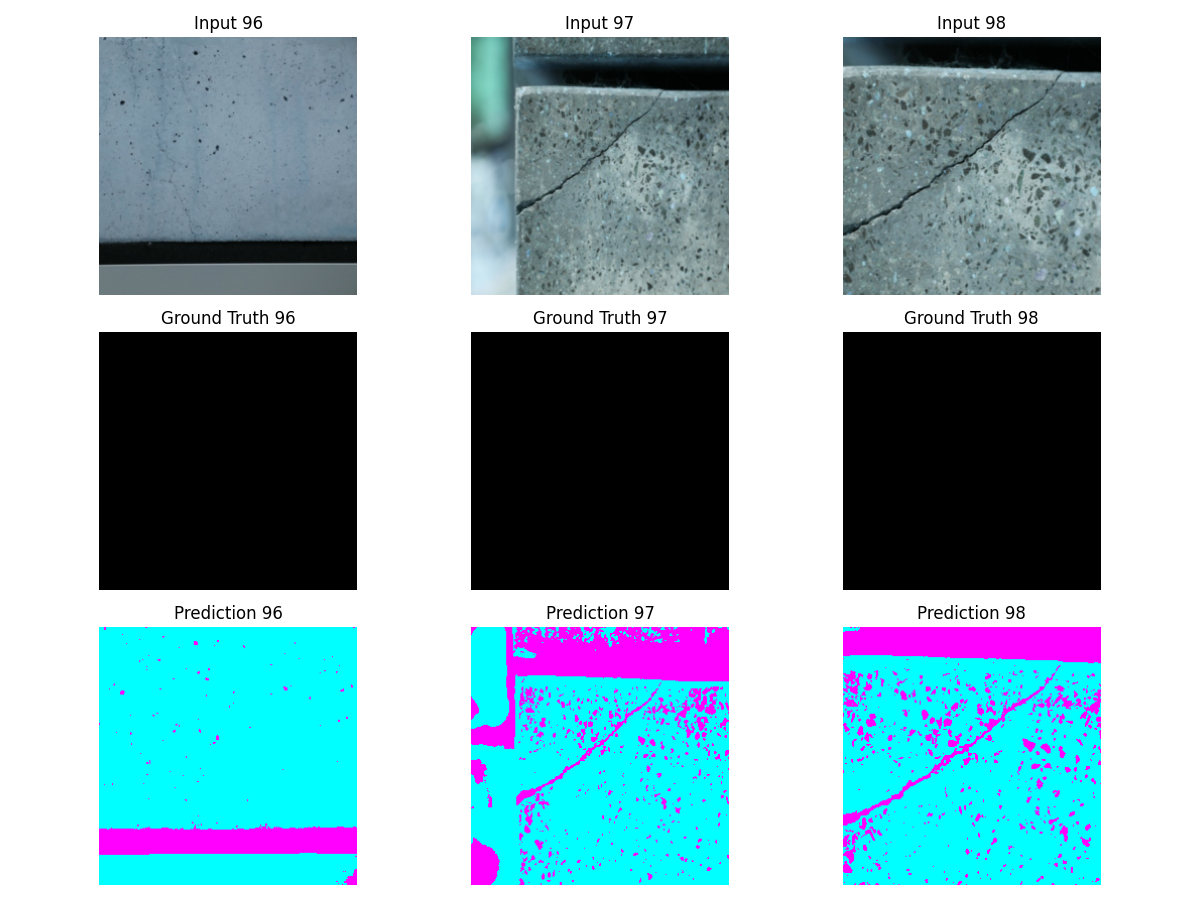 Input 96
Input 97
Input 98
Ground Truth 96
Ground Truth 97
Ground Truth 98
Prediction 96
Prediction 97
Prediction 98